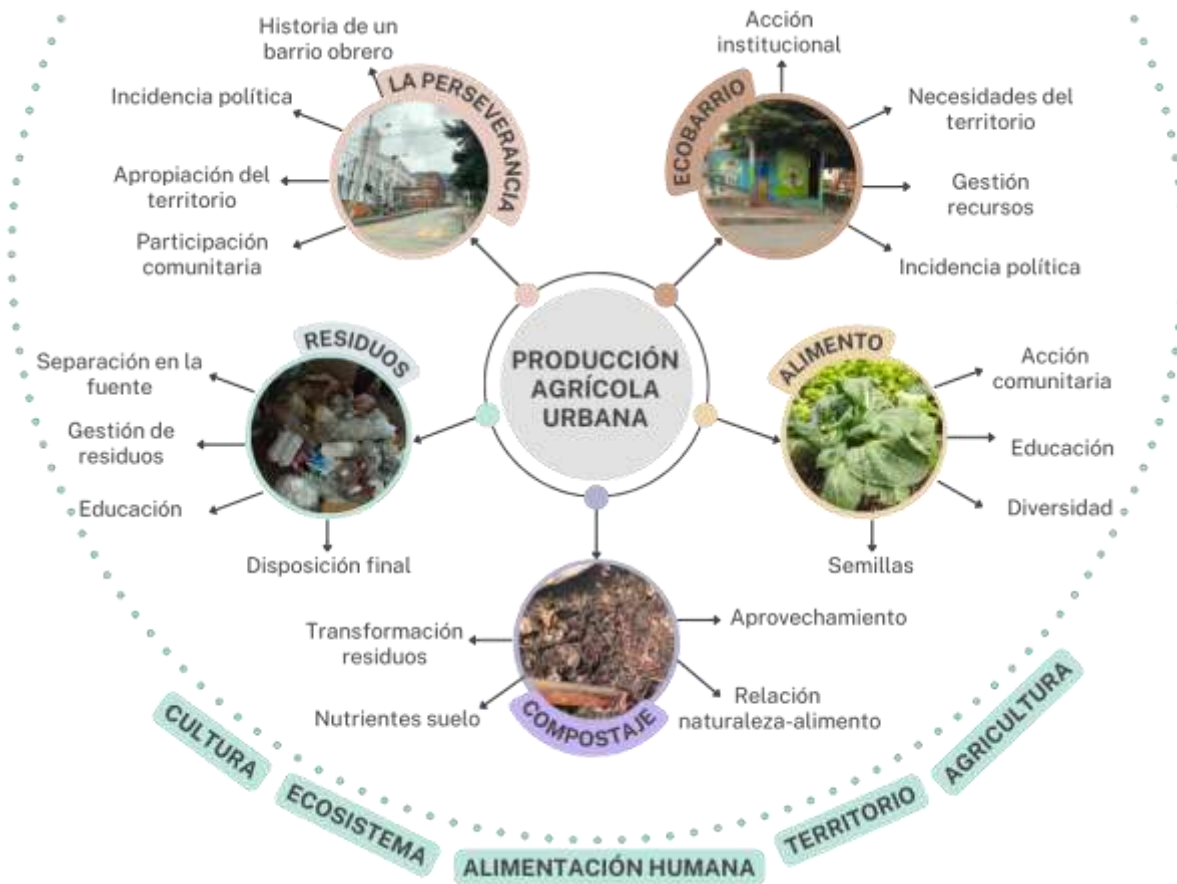 Historia de un
barrio obrero
Incidencia política
Apropiación del
territorio
Participación
comunitaria
LA PERSEVERANCIA
Acción
institucional
ECOBARRIO
Necesidades del
territorio
Gestión
recursos
Incidencia política
PRODUCCIÓN
AGRÍCOLA
URBANA
RESIDUOS
Separación en la
fuente
Gestión de
residuos
Educación
Disposición final
ALIMENTO
Acción
comunitaria
Educación
Diversidad
Semillas
Transformación
residuos
Nutrientes suelo
COMPOSTAJE
Aprovechamiento
Relación
naturaleza-alimento
CULTURA
ECOSISTEMA
ALIMENTACIÓN HUMANA
TERRITORIO
AGRICULTURA